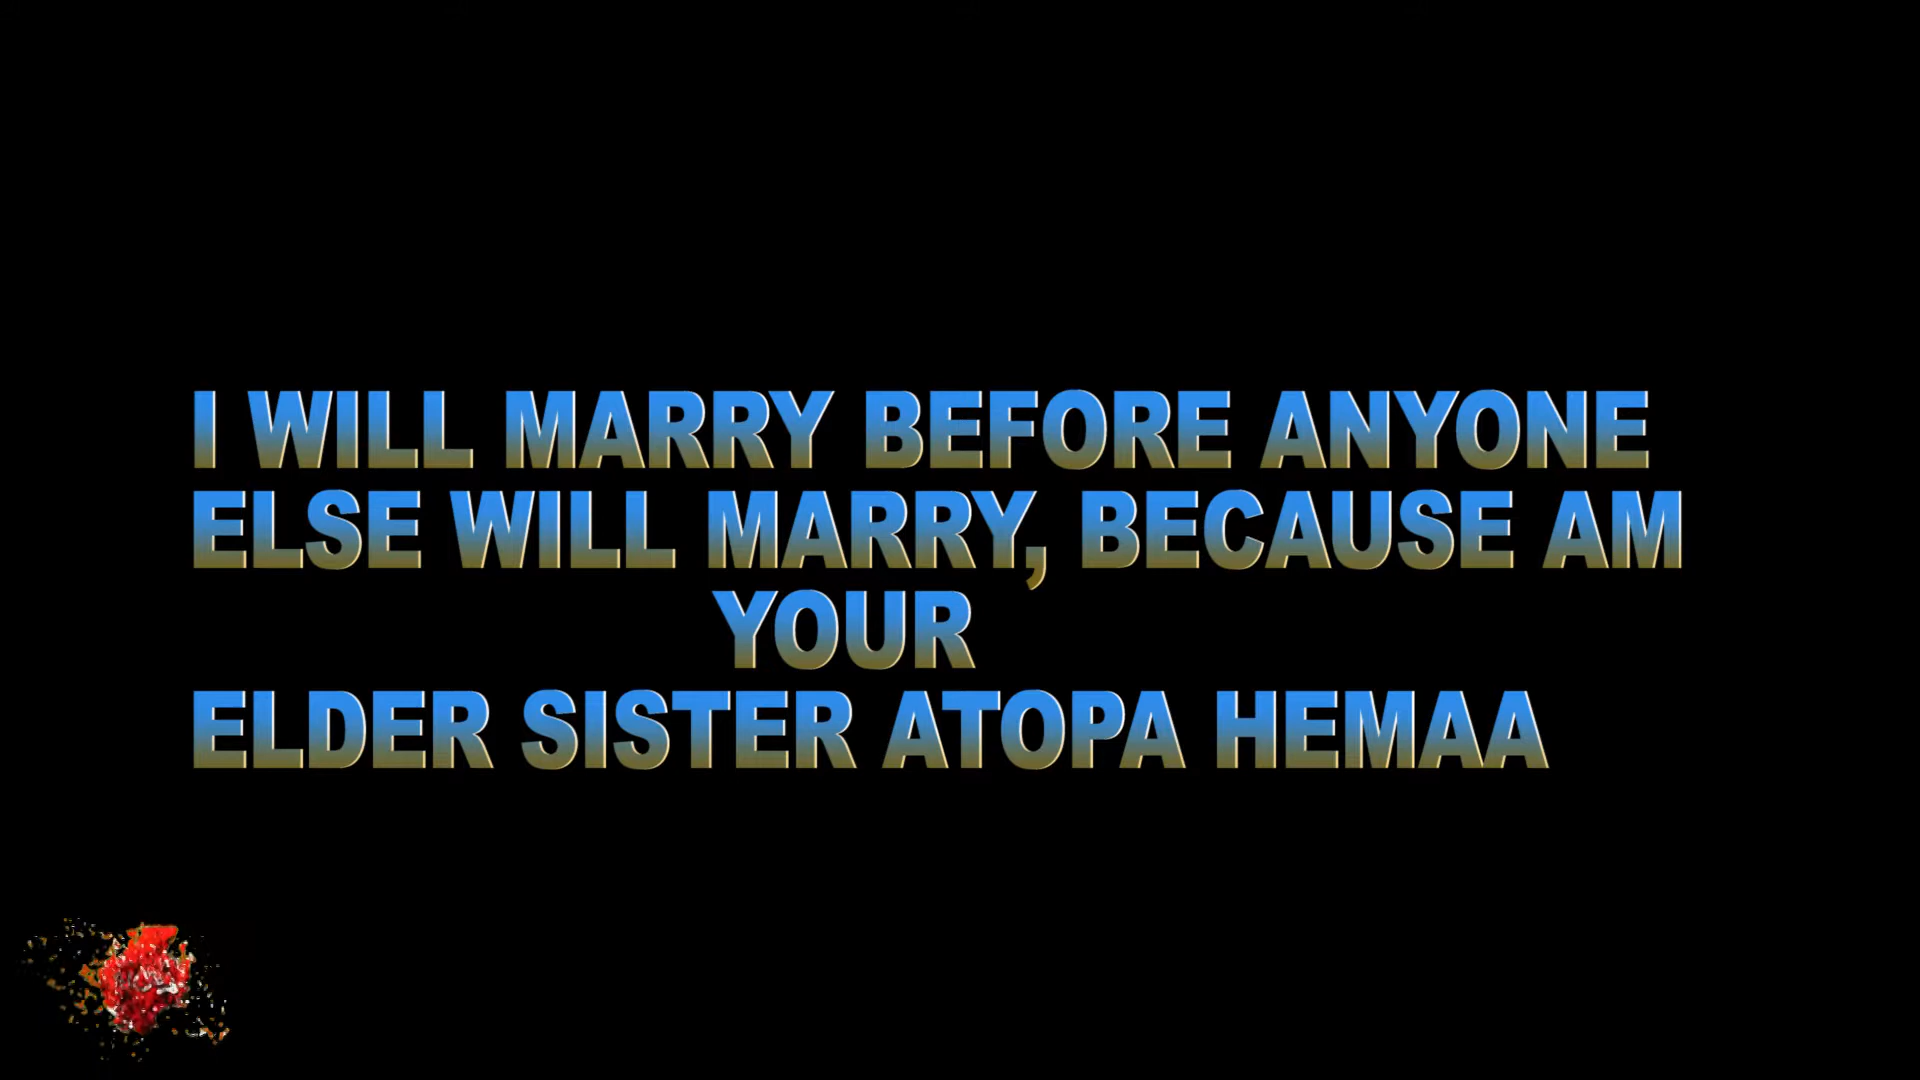 I WILL MARRY BEFORE ANYONE
ELSE WILL MARRY, BECAUSE AM
YOUR
ELDER SISTER ATOPA HEMAA